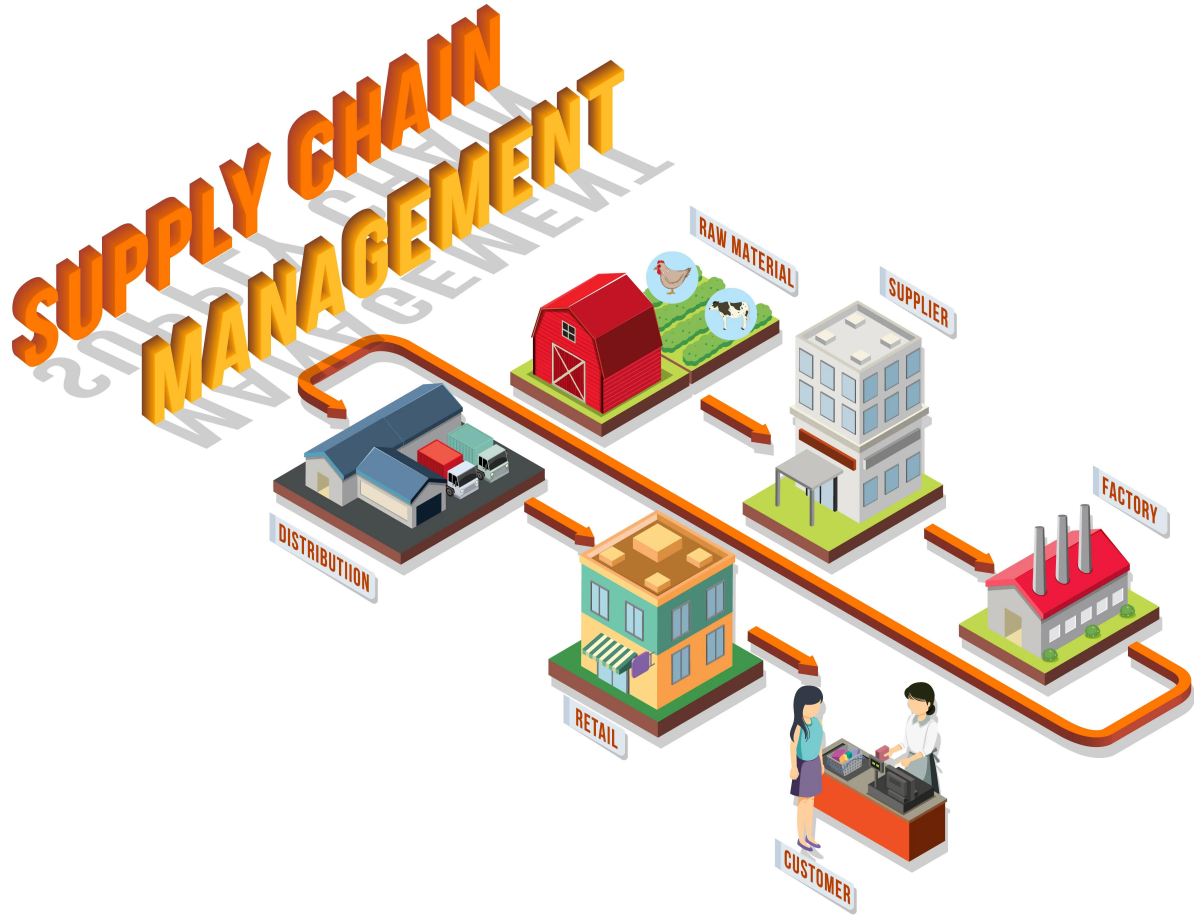 SUPPLY CHAIN
MANAGEMENT
RAW MATERIAL
SUPPLIER
FACTORY
DISTRIBUTIION
RETAIL
CUSTOMER